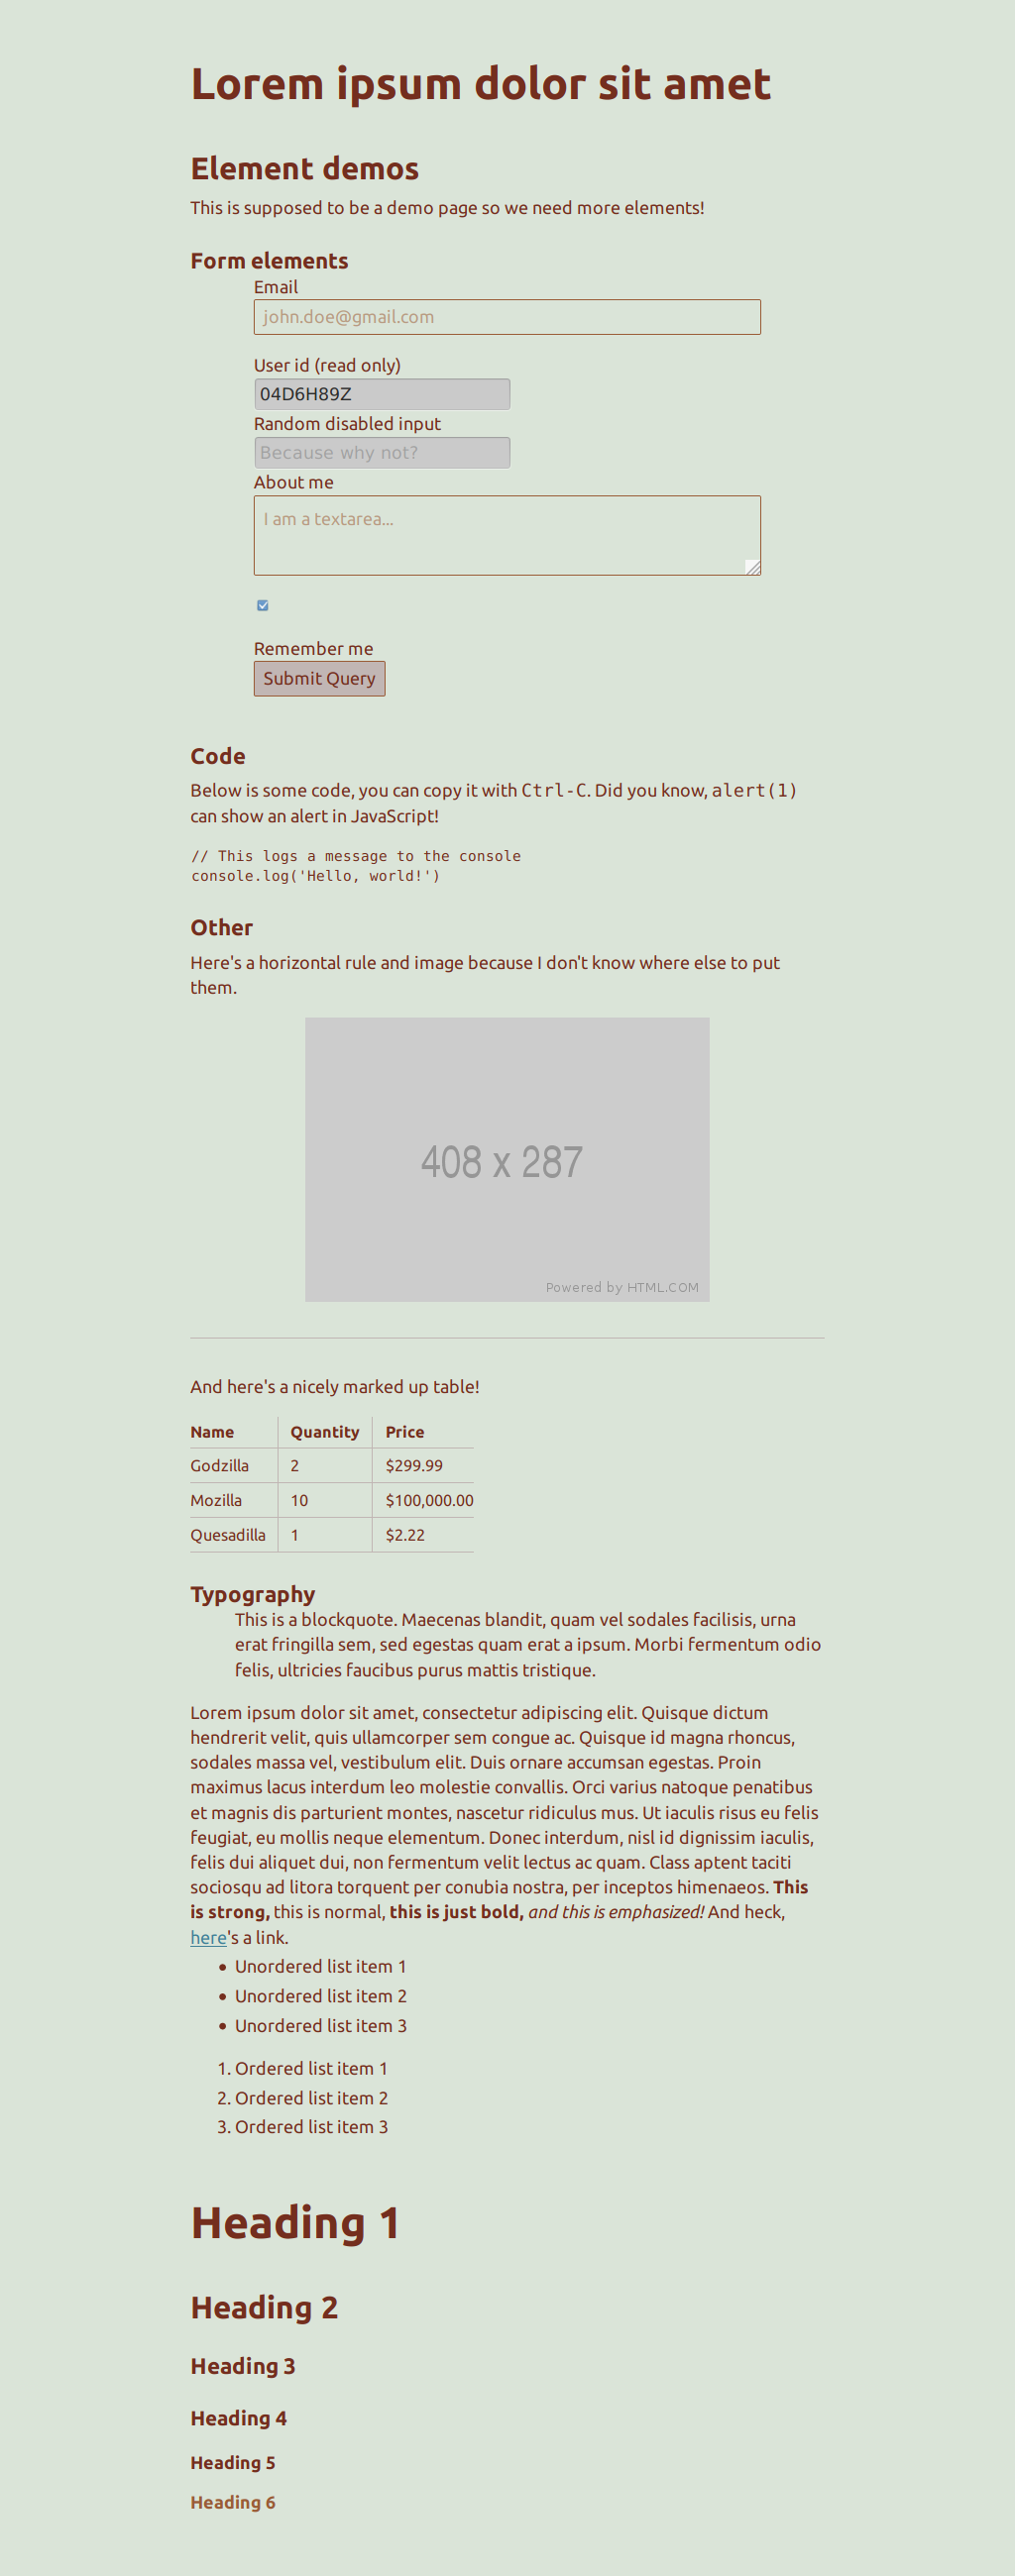 Lorem ipsum dolor sit amet
Element demos
This is supposed to be a demo page so we need more elements!
Form elements
Email
john.doe@gmail.com
User id (read only)
04D6H89Z
Random disabled input
Because why not?
About me
I am a textarea...
Remember me
Submit Query
Code
Below is some code, you can copy it with Ctrl-C. Did you know, alert(1)
can show an alert in JavaScript!
// This logs a message to the console
console.log('Hello, world!')
Other
Here's a horizontal rule and image because I don't know where else to put
them.
408 x 287
Powered by HTML.COM
And here's a nicely marked up table!
Name Quantity Price
Godzilla 2 $299.99
Mozilla 10 $100,000.00
Quesadilla 1 $2.22
Typography
This is a blockquote. Maecenas blandit, quam vel sodales facilisis, urna
erat fringilla sem, sed egestas quam erat a ipsum. Morbi fermentum odio
felis, ultricies faucibus purus mattis tristique.
Lorem ipsum dolor sit amet, consectetur adipiscing elit. Quisque dictum
hendrerit velit, quis ullamcorper sem congue ac. Quisque id magna rhoncus,
sodales massa vel, vestibulum elit. Duis ornare accumsan egestas. Proin
maximus lacus interdum leo molestie convallis. Orci varius natoque penatibus
et magnis dis parturient montes, nascetur ridiculus mus. Ut iaculis risus eu felis
feugiat, eu mollis neque elementum. Donec interdum, nisl id dignissim iaculis,
felis dui aliquet dui, non fermentum velit lectus ac quam. Class aptent taciti
sociosqu ad litora torquent per conubia nostra, per inceptos himenaeos. This
is strong, this is normal, this is just bold, and this is emphasized! And heck,
here's a link.
• Unordered list item 1
• Unordered list item 2
• Unordered list item 3
1. Ordered list item 1
2. Ordered list item 2
3. Ordered list item 3
Heading 1
Heading 2
Heading 3
Heading 4
Heading 5
Heading 6